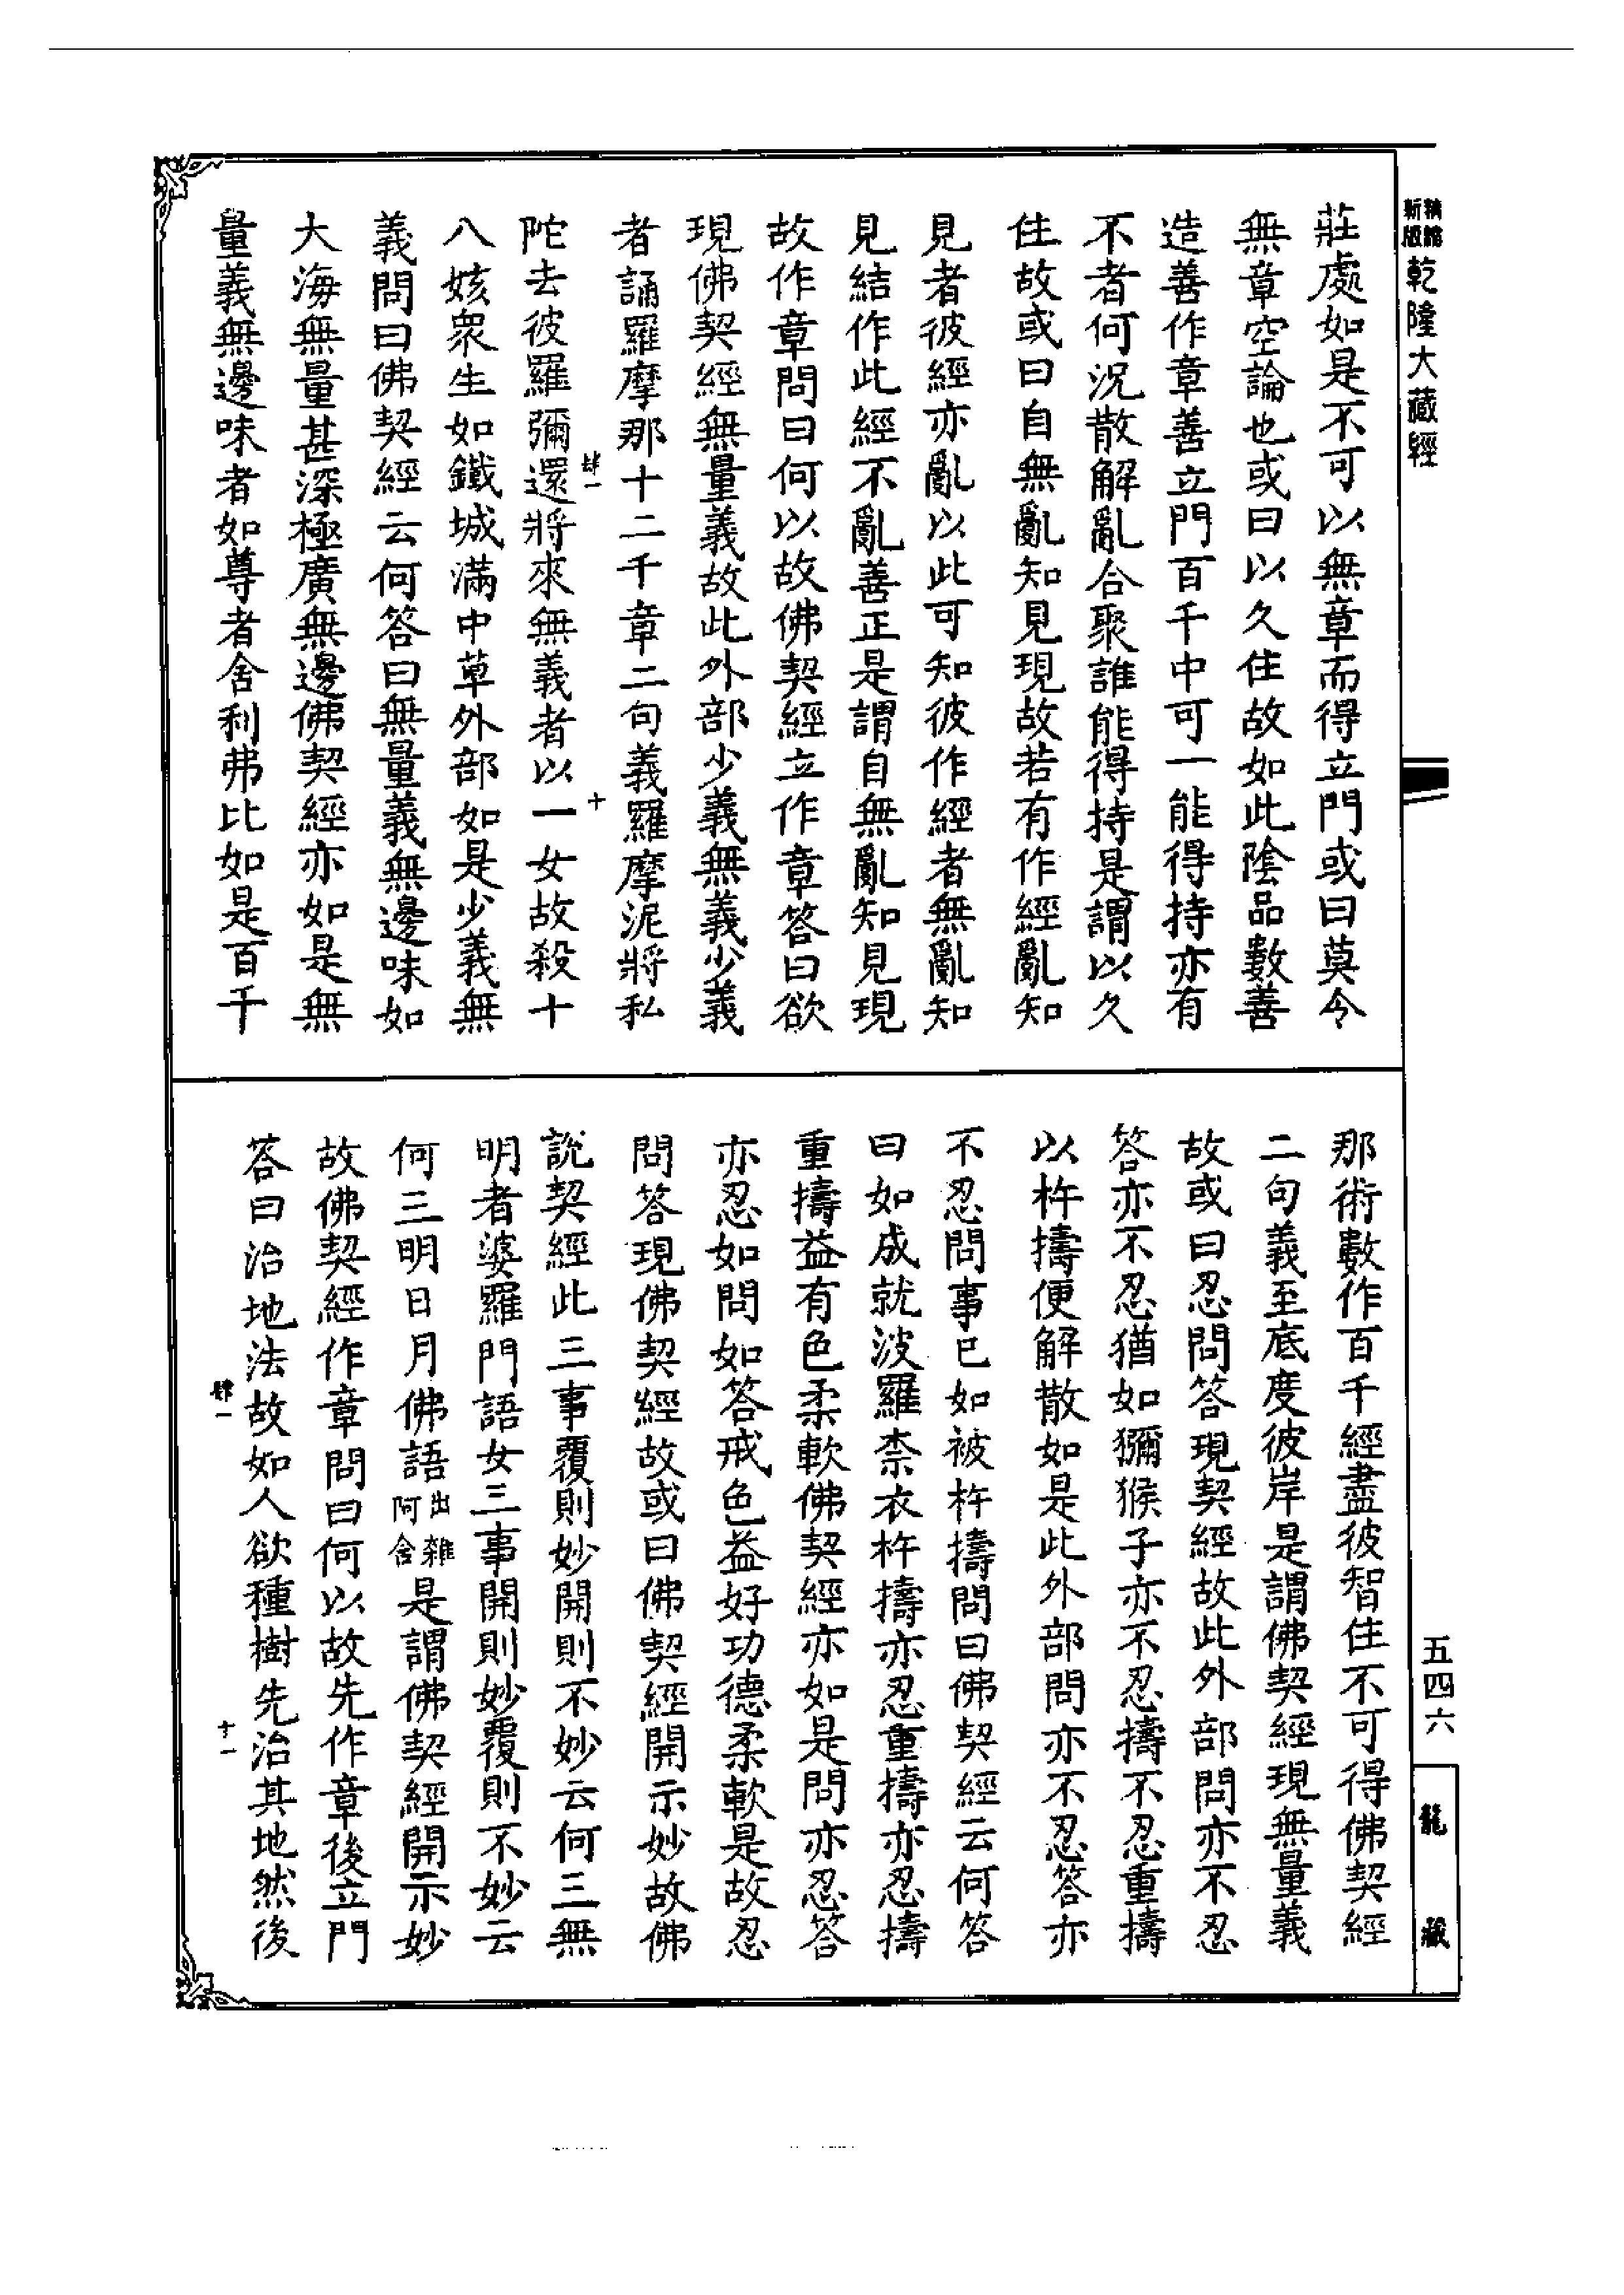 精篩
新版
乾隆大藏經
莊處如是不可以無章而得立門或曰莫令
無章空論也或曰以久住故如此陰品數善
造善作章善立門百千中可一能得持亦有
不者何況散解亂合聚誰能得持是謂以久
住故或曰自無亂知見現故若有作經亂知
見者彼經亦亂以此可知彼作經者無亂知
見結作此經不亂善正是謂自無亂知見現
故作章問曰何以故佛契經立作章答曰欲
現佛契經無量義故此外部少義無義少義
者誦羅摩那十二千章二句義羅摩泥將私
肆一
十
陀去彼羅彌還將來無義者以一女故殺十
八姟衆生如鐵城滿中草外部如是少義無
義問曰佛契經云何答曰無量義無邊味如
大海無量甚深極廣無邊佛契經亦如是無
量義無邊味者如尊者舍利弗比如是百千
那術數作百千經盡彼智住不可得佛契經
二句義至底度彼岸是謂佛契經現無量義
故或曰忍問答現契經故此外部問亦不忍
答亦不忍猶如獼猴子亦不忍擣不忍重擣
以杵擣便解散如是此外部問亦不忍答亦
不忍問事已如被杵擣問曰佛契經云何答
曰如成就波羅柰衣杵擣亦忍重擣亦忍擣
重擣益有色柔軟佛契經亦如是問亦忍答
亦忍如問如答戒色益好功德柔軟是故忍
問答現佛契經故或曰佛契經開示妙故佛
說契經此三事覆則妙開則不妙云何三無
明者婆羅門語女三事開則妙覆則不妙云
何三明日月佛語出雜阿含是謂佛契經開示妙
故佛契經作章問曰何以故先作章後立門
答曰治地法故如人欲種樹先治其地然後
肆一
十一
五四六
龍藏